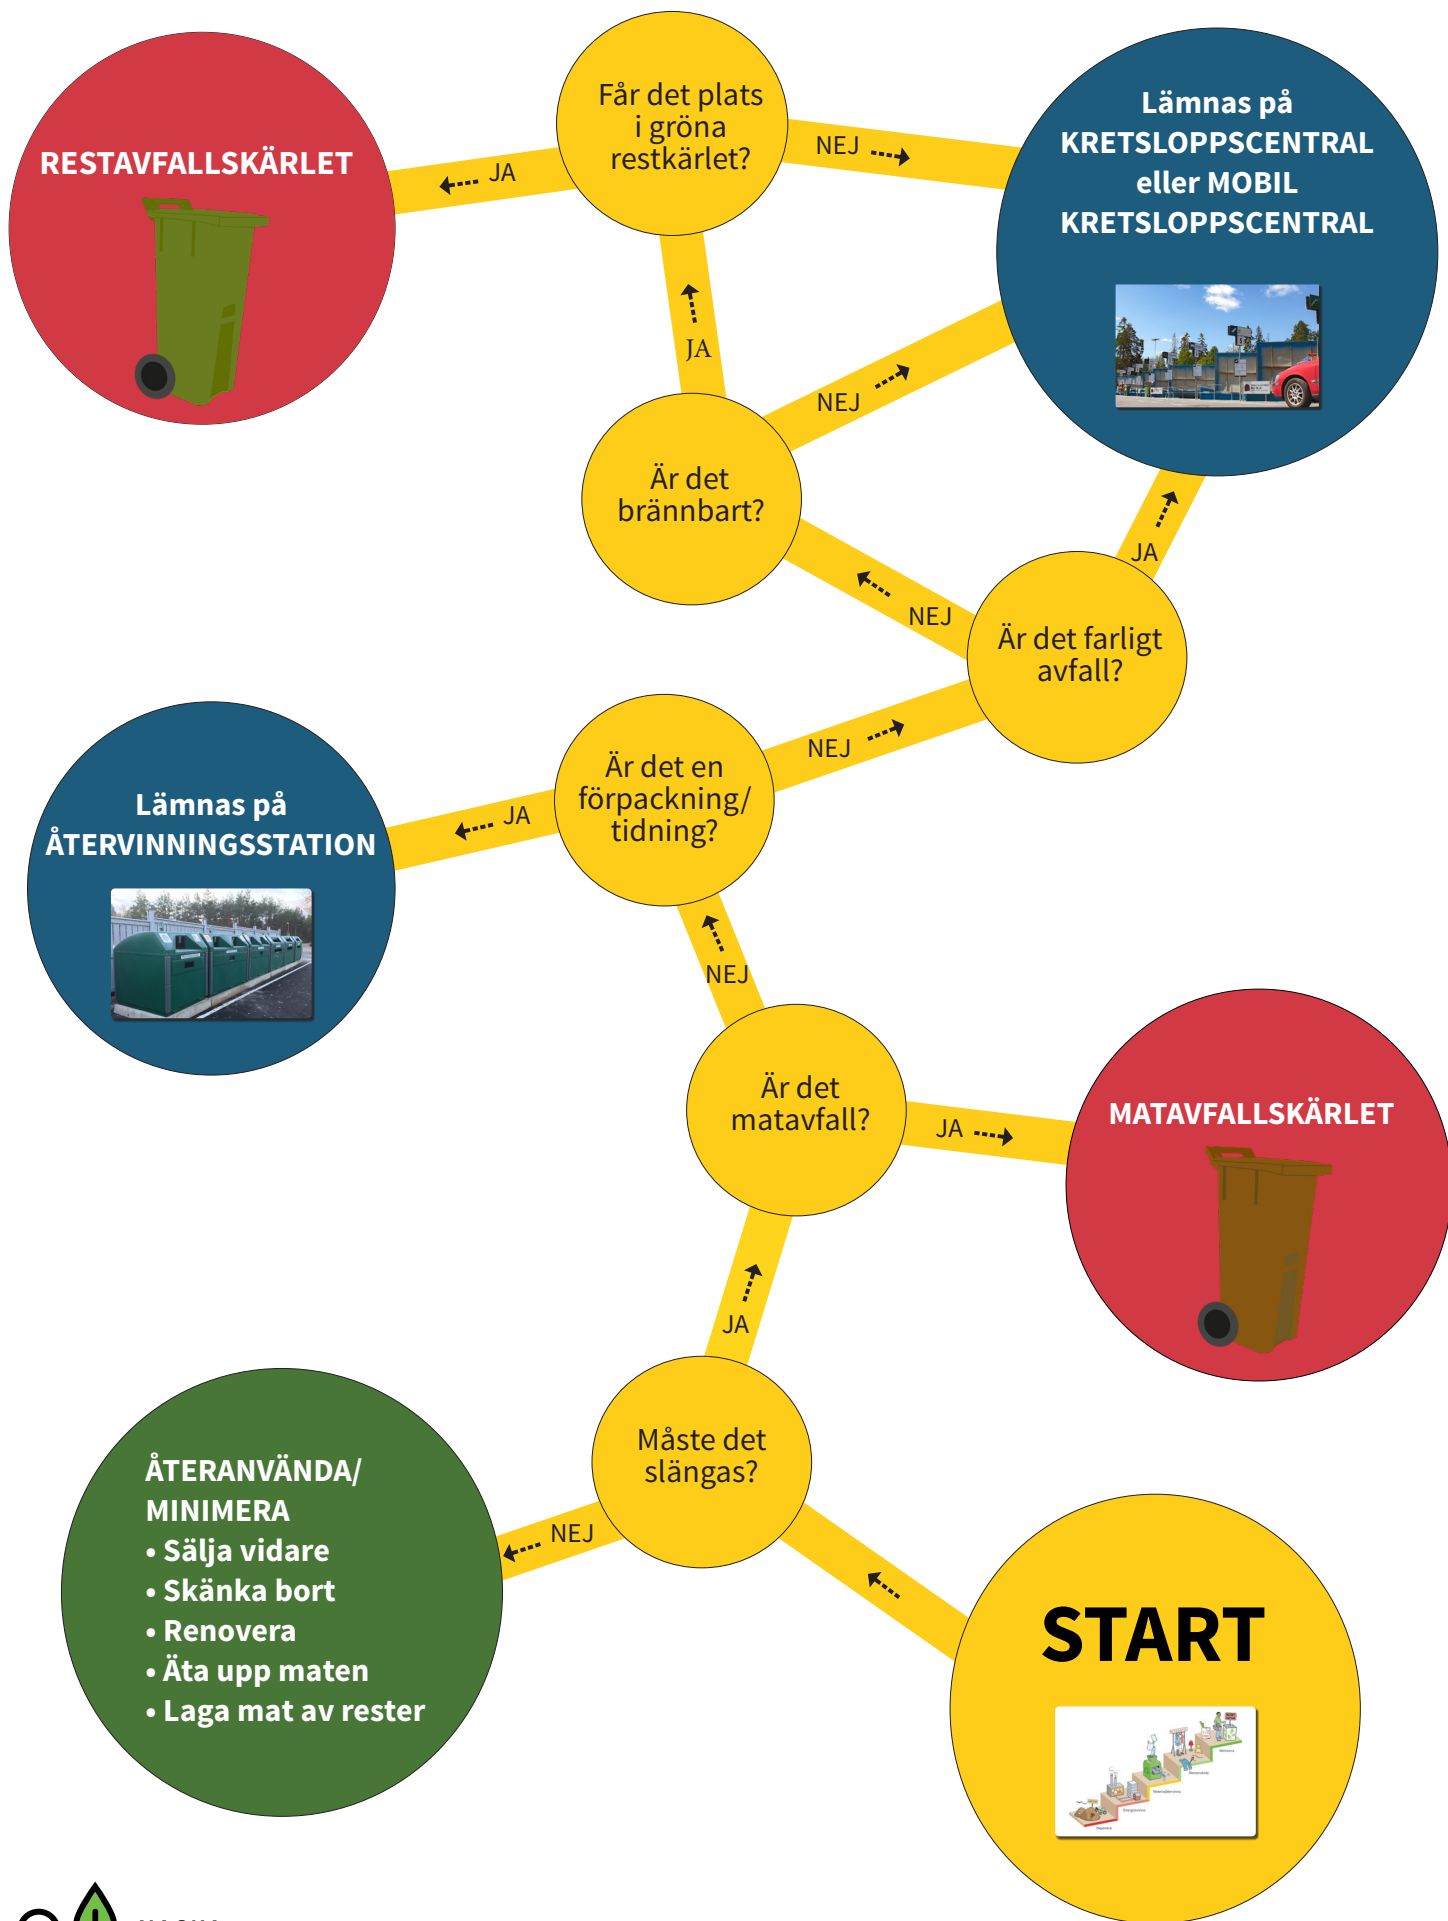 Får det plats
i gröna
restkärlet?
RESTAVFALLSKÄRLET
JA
NEJ
Lämnas på
KRETSLOPPSCENTRAL
eller MOBIL
KRETSLOPPSCENTRAL
JA
NEJ
Är det
brännbart?
JA
NEJ
Är det farligt
avfall?
Är det en
förpackning/
tidning?
NEJ
JA
Lämnas på
ÅTERVINNINGSSTATION
NEJ
Är det
matavfall?
JA
MATAVFALLSKÄRLET
JA
Måste det
slängas?
NEJ
ÅTERANVÄNDA/
MINIMERA
• Sälja vidare
• Skänka bort
• Renovera
• Äta upp maten
• Laga mat av rester
START